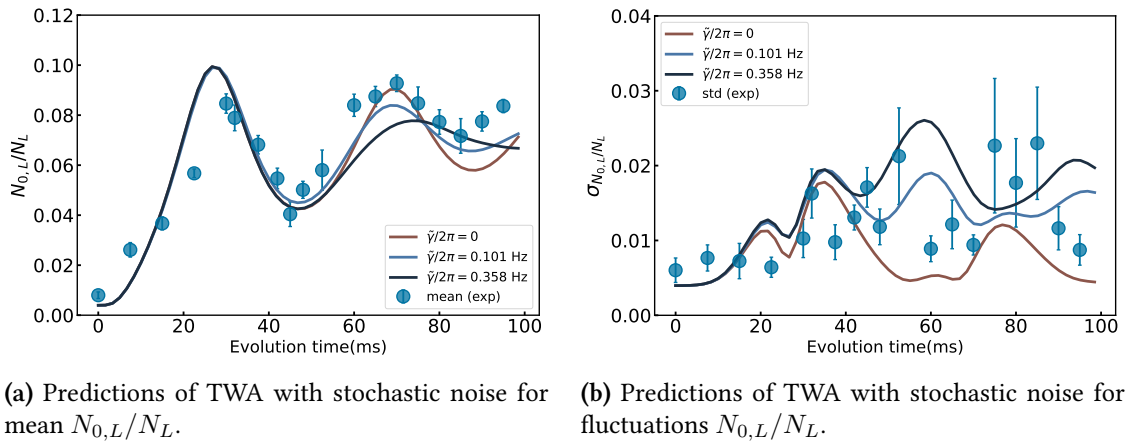 0.12
0.10
0.08
0.06
0.04
0.02
0.00
N_{0,L}/N_L
γ̃/2π = 0
γ̃/2π = 0.101 Hz
γ̃/2π = 0.358 Hz
mean (exp)
0 20 40 60 80 100
Evolution time(ms)
0.04
0.03
0.02
0.01
0.00
σ_{N_{0,L}/N_L}
γ̃/2π = 0
γ̃/2π = 0.101 Hz
γ̃/2π = 0.358 Hz
std (exp)
0 20 40 60 80 100
Evolution time(ms)
(a) Predictions of TWA with stochastic noise for
mean N_{0,L}/N_L.
(b) Predictions of TWA with stochastic noise for
fluctuations N_{0,L}/N_L.